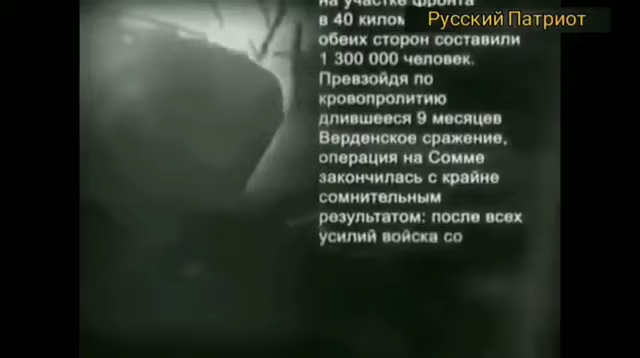 на участке фронта
в 40 килом
Русский Патриот
обеих сторон составили
1 300 000 человек.
Превзойдя по
кровопролитию
длившееся 9 месяцев
Верденское сражение,
операция на Сомме
закончилась с крайне
сомнительным
результатом: после всех
усилий войска со